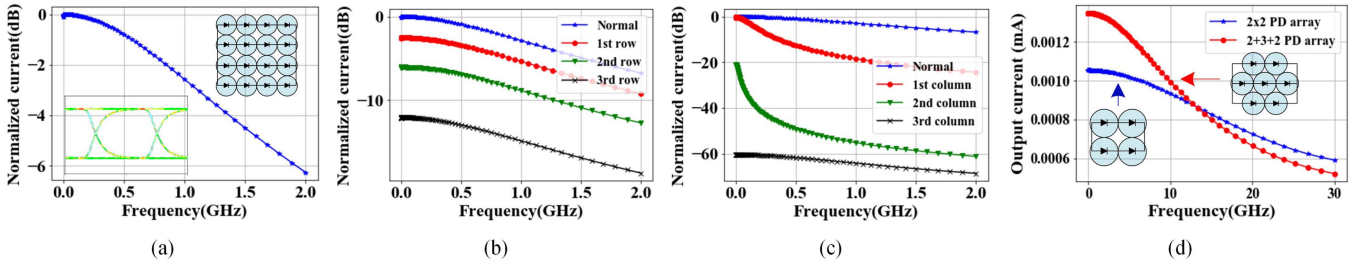 Normalized current(dB)
0
−2
−4
−6
0.0 0.5 1.0 1.5 2.0
Frequency(GHz)
(a)
Normalized current(dB)
0
−5
−10
Normal
1st row
2nd row
3rd row
0.0 0.5 1.0 1.5 2.0
Frequency(GHz)
(b)
Normalized current(dB)
0
−20
−40
−60
Normal
1st column
2nd column
3rd column
0.0 0.5 1.0 1.5 2.0
Frequency(GHz)
(c)
Output current (mA)
0.0012
0.0010
0.0008
0.0006
2x2 PD array
2+3+2 PD array
0 10 20 30
Frequency(GHz)
(d)